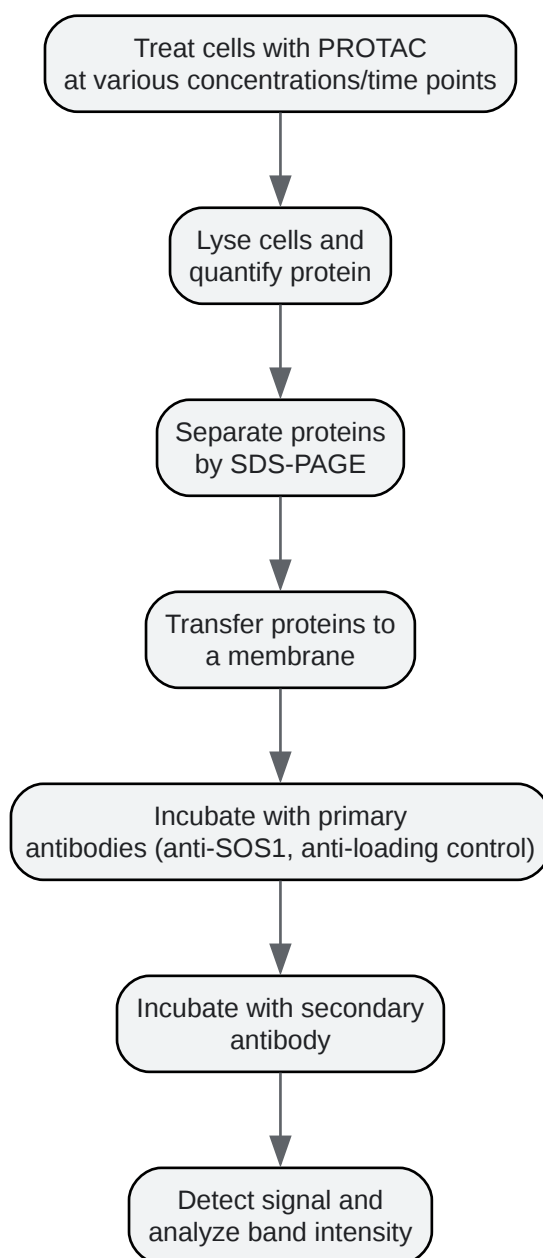 Treat cells with PROTAC
at various concentrations/time points
Lyse cells and
quantify protein
Separate proteins
by SDS-PAGE
Transfer proteins to
a membrane
Incubate with primary
antibodies (anti-SOS1, anti-loading control)
Incubate with secondary
antibody
Detect signal and
analyze band intensity